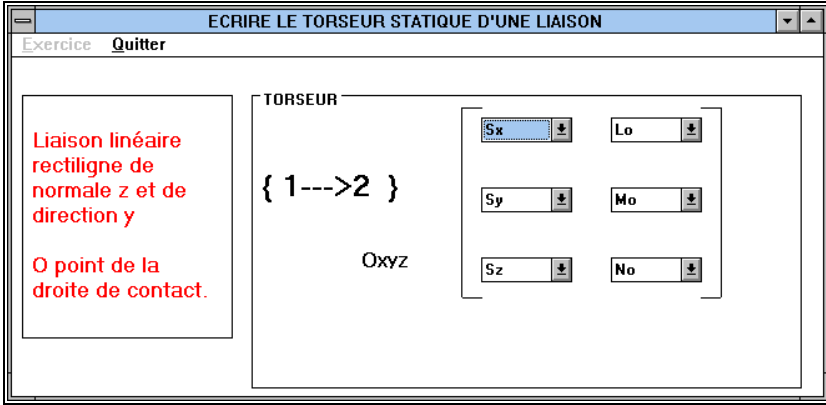 ECRIRE LE TORSEUR STATIQUE D'UNE LIAISON
Exercice Quitter
Liaison linéaire
rectiligne de
normale z et de
direction y
O point de la
droite de contact.
TORSEUR
{ 1--->2 }
Oxyz
Sx Lo
Sy Mo
Sz No